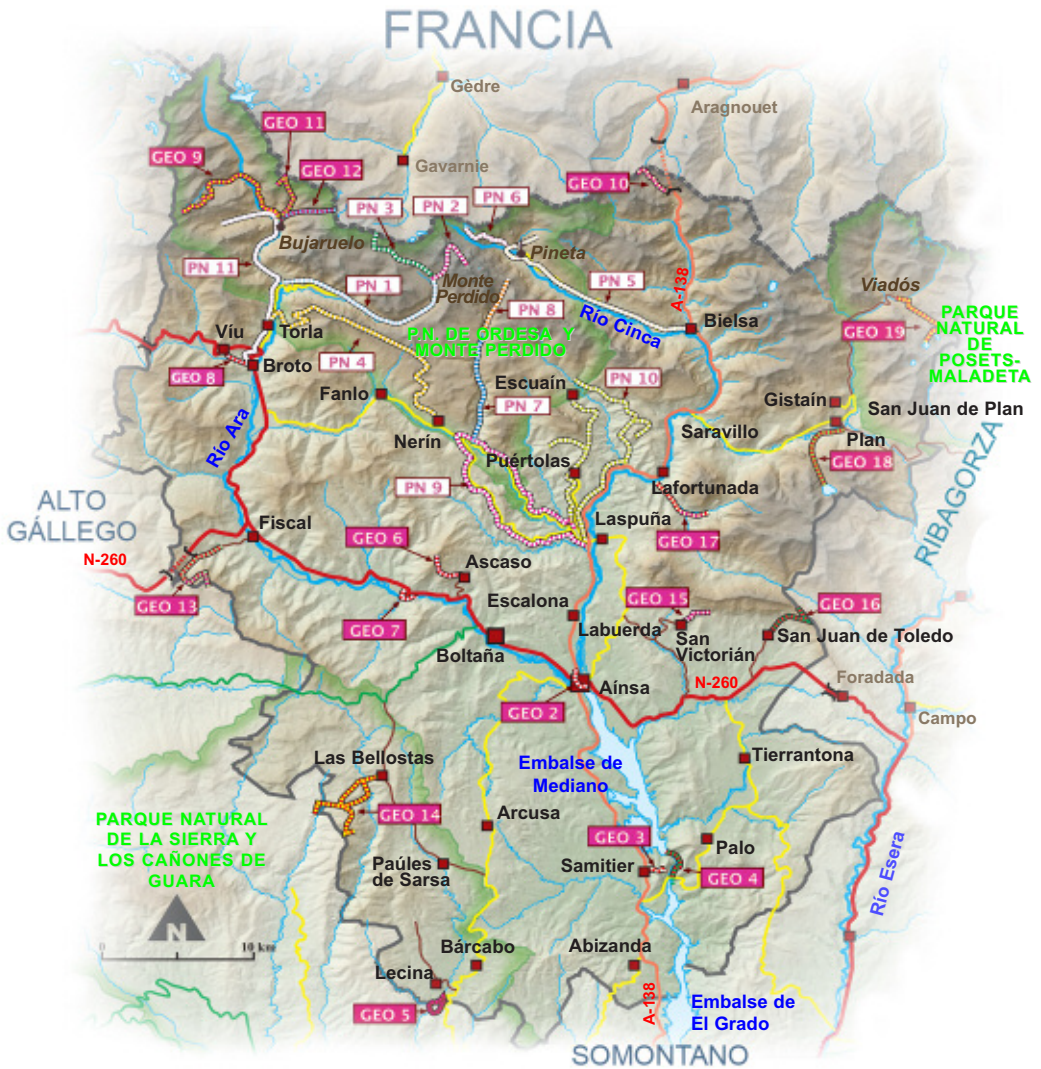 FRANCIA
Gèdre
Aragnouet
GEO 11
GEO 9
Gavarnie
GEO 12
GEO 10
PN 3
PN 2
PN 6
Bujaruelo
Pineta
PN 11
PN 1
Monte
Perdido
PN 5
A-138
Viadós
PN 8
Río Cinca
Bielsa
GEO 19
PARQUE
NATURAL
DE
POSETS-
MALADETA
Víu
Torla
P.N. DE ORDESA Y
MONTE PERDIDO
PN 4
Broto
GEO 8
Escuaín
PN 10
Fanlo
PN 7
Gistaín
San Juan de Plan
Río Ara
Nerín
Saravillo
Plan
Puértolas
GEO 18
PN 9
Lafortunada
RIBAGORZA
ALTO
GÁLLEGO
Fiscal
Laspuña
GEO 17
N-260
GEO 6
Ascaso
GEO 13
Escalona
GEO 15
GEO 16
GEO 7
Labuerda
San
Victorián
San Juan de Toledo
Boltaña
Aínsa
N-260
Foradada
GEO 2
Campo
Las Bellostas
Embalse de
Mediano
Tierrantona
GEO 14
Arcusa
PARQUE NATURAL
DE LA SIERRA Y
LOS CAÑONES DE
GUARA
GEO 3
Palo
Paúles
de Sarsa
Samitier
GEO 4
Río Esera
N
0
10 km
Bárcabo
Abizanda
Lecina
GEO 5
A-138
Embalse de
El Grado
SOMONTANO